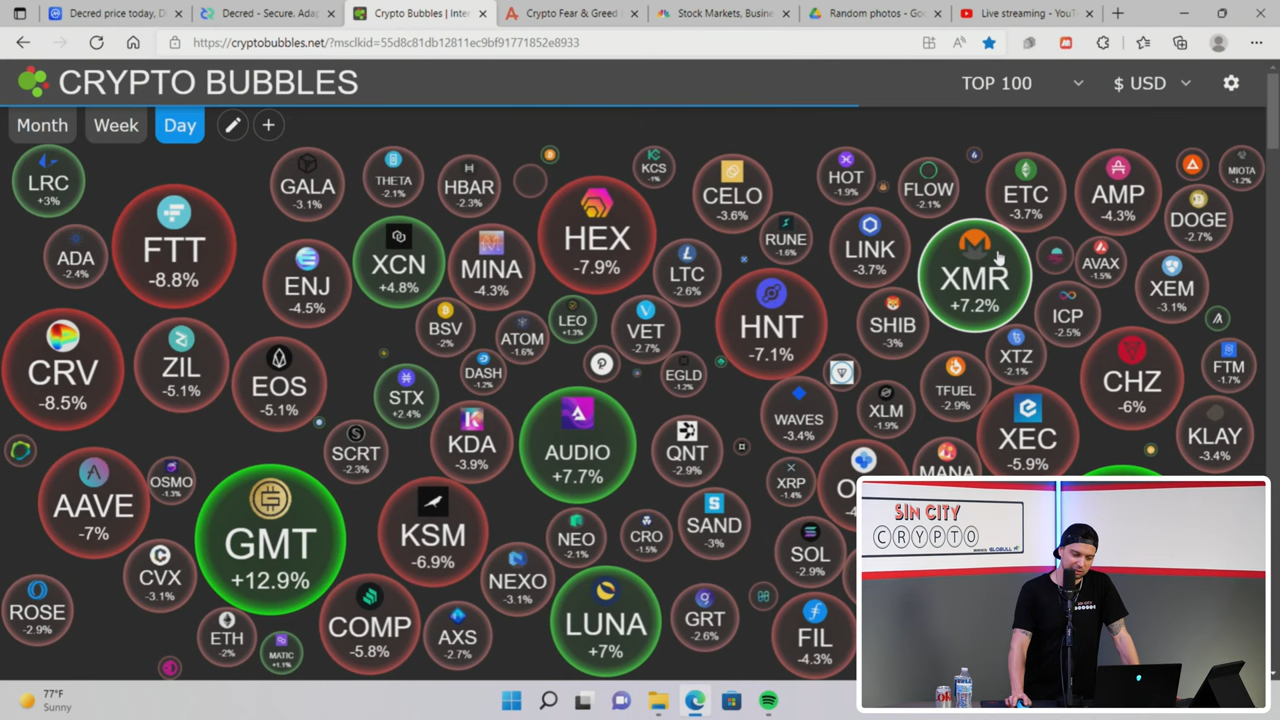 Decred price today, D
Decred - Secure. Adap
Crypto Bubbles | Inter
Crypto Fear & Greed I
Stock Markets, Busine
Random photos - Goo
Live streaming - YouT
https://cryptobubbles.net/?msclkid=55d8c81db12811ec9bf91771852e8933
CRYPTO BUBBLES
TOP 100
$ USD
Month
Week
Day
LRC
+3%
FTT
-8.8%
ADA
-2.4%
GALA
-3.1%
THETA
-2.1%
HBAR
-2.3%
KCS
-1%
CELO
-3.6%
HOT
-1.9%
FLOW
-2.1%
ETC
-3.7%
AMP
-4.3%
DOGE
-2.7%
MIOTA
-1.2%
ENJ
-4.5%
XCN
+4.8%
MINA
-4.3%
HEX
-7.9%
LTC
-2.6%
RUNE
-1.6%
LINK
-3.7%
XMR
+7.2%
AVAX
-1.5%
XEM
-3.1%
CRV
-8.5%
ZIL
-5.1%
EOS
-5.1%
BSV
-2%
ATOM
-1.6%
LEO
+1.3%
VET
-2.7%
HNT
-7.1%
SHIB
-3%
ICP
-2.5%
DASH
-1.2%
EGLD
-1.2%
XTZ
-2.1%
CHZ
-6%
FTM
-1.7%
STX
+2.4%
TFUEL
-2.9%
WAVES
-3.4%
XLM
-1.9%
SCRT
-2.3%
KDA
-3.9%
AUDIO
+7.7%
QNT
-2.9%
XEC
-5.9%
KLAY
-3.4%
AAVE
-7%
OSMO
-1.3%
XRP
-1.4%
MANA
GMT
+12.9%
KSM
-6.9%
NEO
-2.1%
CRO
-1.5%
SAND
-3%
SOL
-2.9%
CVX
-3.1%
ROSE
-2.9%
NEXO
-3.1%
ETH
-2%
MATIC
+1.1%
COMP
-5.8%
AXS
-2.7%
LUNA
+7%
GRT
-2.6%
FIL
-4.3%
SIN CITY
CRYPTO
GLOBULL
SIN CITY
77°F
Sunny